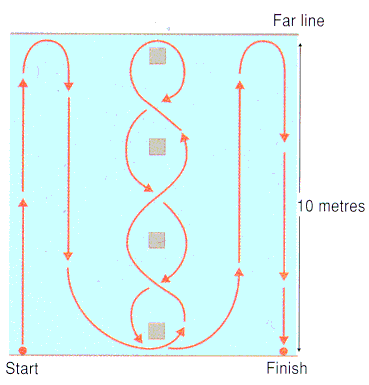 Far line
10 metres
Start
Finish